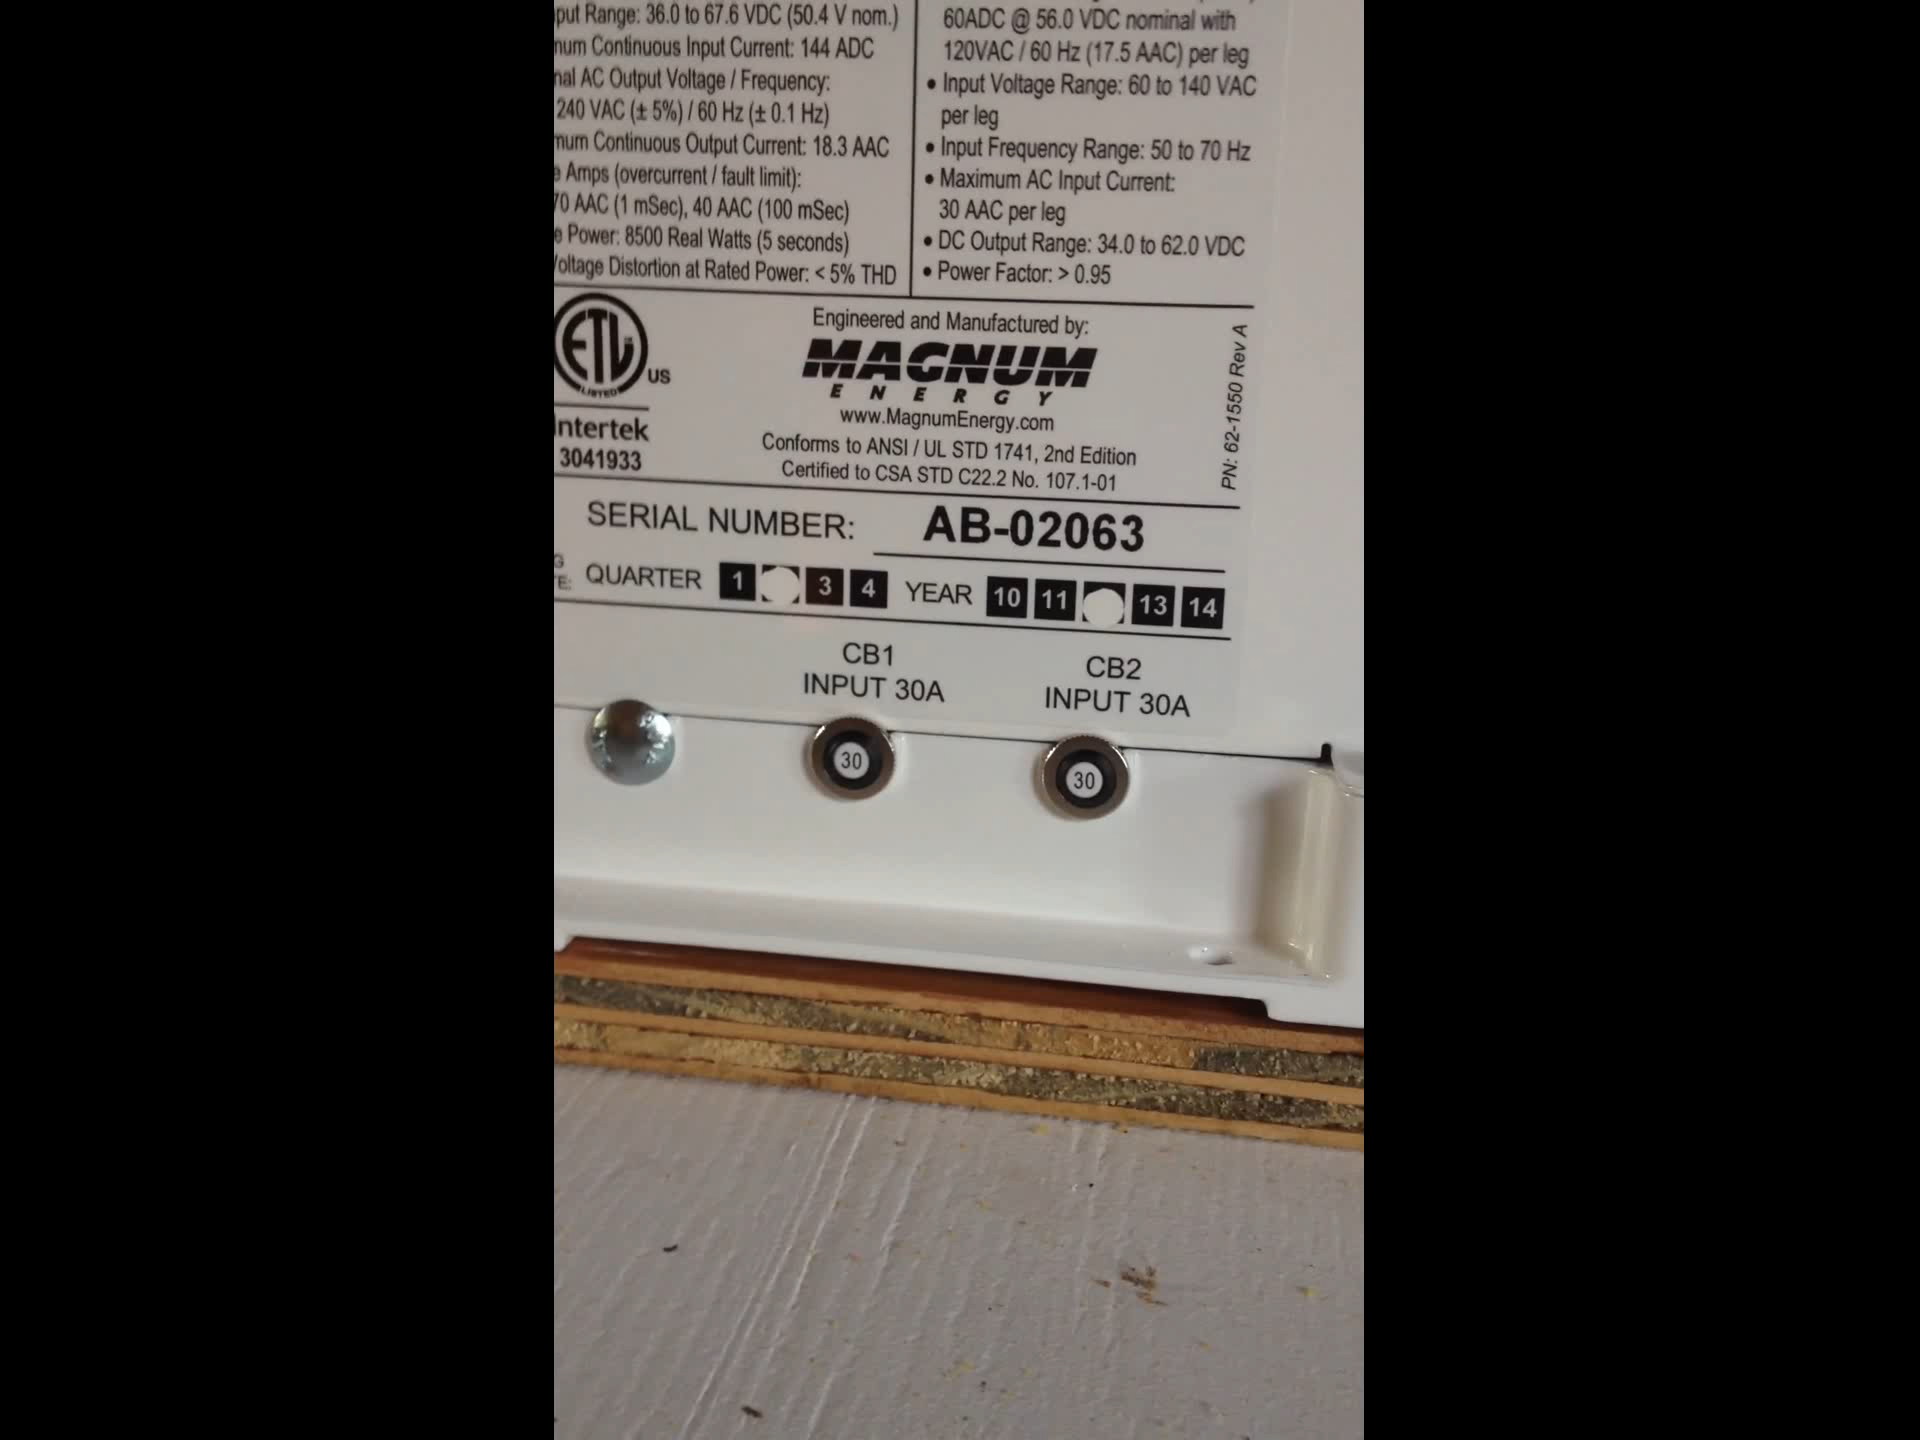 put Range: 36.0 to 67.6 VDC (50.4 V nom.)
num Continuous Input Current: 144 ADC
nal AC Output Voltage / Frequency:
240 VAC (± 5%) / 60 Hz (± 0.1 Hz)
num Continuous Output Current: 18.3 AAC
e Amps (overcurrent / fault limit):
70 AAC (1 mSec), 40 AAC (100 mSec)
e Power: 8500 Real Watts (5 seconds)
Voltage Distortion at Rated Power: < 5% THD
60ADC @ 56.0 VDC nominal with
120VAC / 60 Hz (17.5 AAC) per leg
• Input Voltage Range: 60 to 140 VAC
per leg
• Input Frequency Range: 50 to 70 Hz
• Maximum AC Input Current:
30 AAC per leg
• DC Output Range: 34.0 to 62.0 VDC
• Power Factor: > 0.95
ETL
LISTED
US
Intertek
3041933
Engineered and Manufactured by:
MAGNUM
ENERGY
www.MagnumEnergy.com
Conforms to ANSI / UL STD 1741, 2nd Edition
Certified to CSA STD C22.2 No. 107.1-01
PN: 62-1550 Rev A
SERIAL NUMBER: AB-02063
QUARTER 1 3 4 YEAR 10 11 13 14
CB1
INPUT 30A
CB2
INPUT 30A
30
30